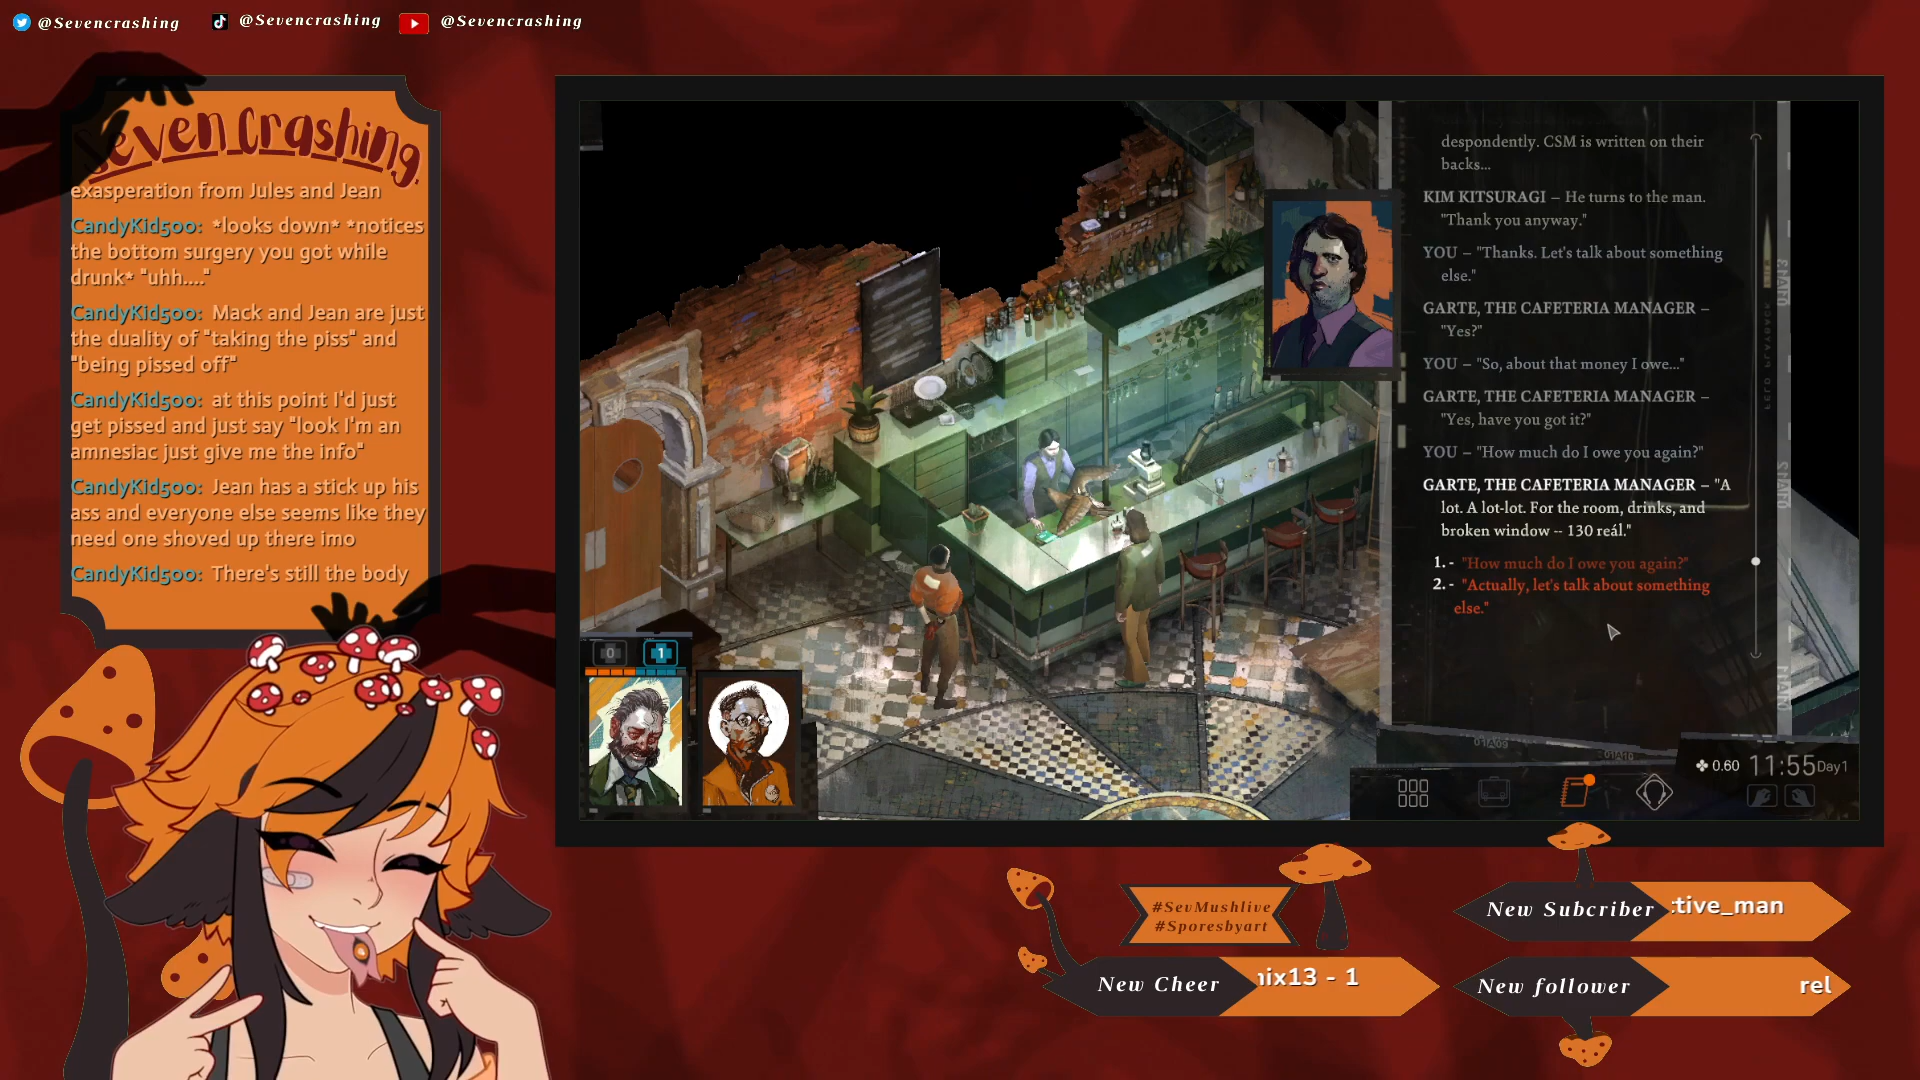 @Sevencrashing
@Sevencrashing
@Sevencrashing
Seven Crashing
exasperation from Jules and Jean
CandyKid500: *looks down* *notices
the bottom surgery you got while
drunk* "uhh...."
CandyKid500: Mack and Jean are just
the duality of "taking the piss" and
"being pissed off"
CandyKid500: at this point I'd just
get pissed and just say "look I'm an
amnesiac just give me the info"
CandyKid500: Jean has a stick up his
ass and everyone else seems like they
need one shoved up there imo
CandyKid500: There's still the body
despondently. CSM is written on their
backs...
KIM KITSURAGI – He turns to the man.
"Thank you anyway."
YOU – "Thanks. Let's talk about something
else."
GARTE, THE CAFETERIA MANAGER –
"Yes?"
YOU – "So, about that money I owe..."
GARTE, THE CAFETERIA MANAGER –
"Yes, have you got it?"
YOU – "How much do I owe you again?"
GARTE, THE CAFETERIA MANAGER – "A
lot. A lot-lot. For the room, drinks, and
broken window -- 130 reál."
1. - "How much do I owe you again?"
2. - "Actually, let's talk about something
else."
0
1
0.60
11:55 Day 1
#SevMushlive
#Sporesbyart
New Subcriber
tive_man
New Cheer
ix13 - 1
New follower
rel